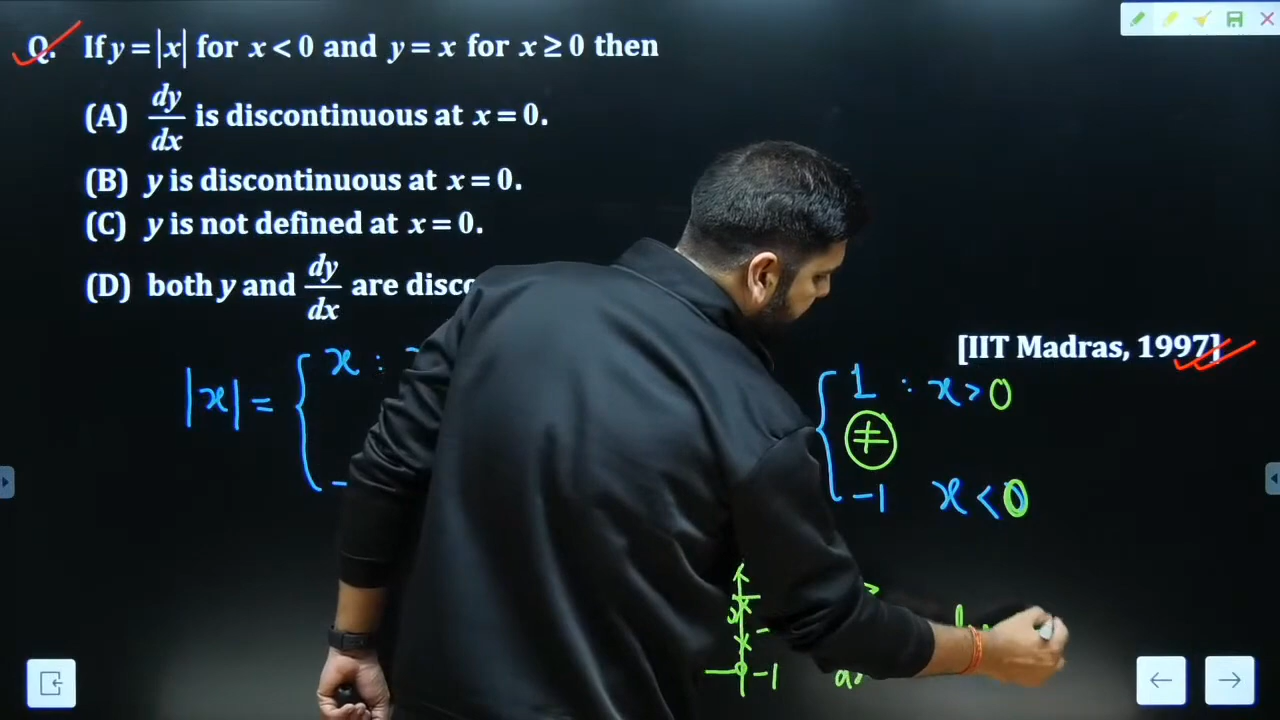 Q. If y = |x| for x < 0 and y = x for x ≥ 0 then
(A) dy/dx is discontinuous at x = 0.
(B) y is discontinuous at x = 0.
(C) y is not defined at x = 0.
(D) both y and dy/dx are
[IIT Madras, 1997]
|x| = { x :
-
{ 1 : x > 0
≠
-1 x < 0
-1